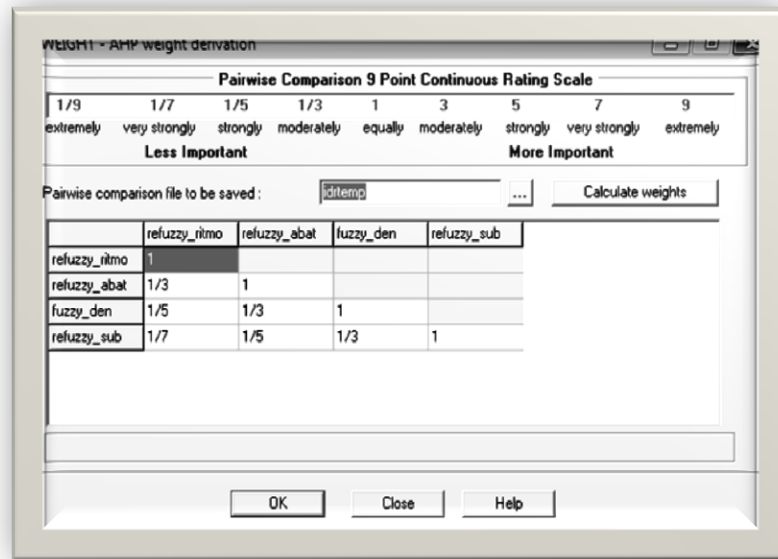 WEIGHT - AHP weight derivation
Pairwise Comparison 9 Point Continuous Rating Scale
1/9 1/7 1/5 1/3 1 3 5 7 9
extremely very strongly strongly moderately equally moderately strongly very strongly extremely
Less Important More Important
Pairwise comparison file to be saved : idrtemp ... Calculate weights
refuzzy_ritmo refuzzy_abat fuzzy_den refuzzy_sub
refuzzy_ritmo 1
refuzzy_abat 1/3 1
fuzzy_den 1/5 1/3 1
refuzzy_sub 1/7 1/5 1/3 1
OK Close Help